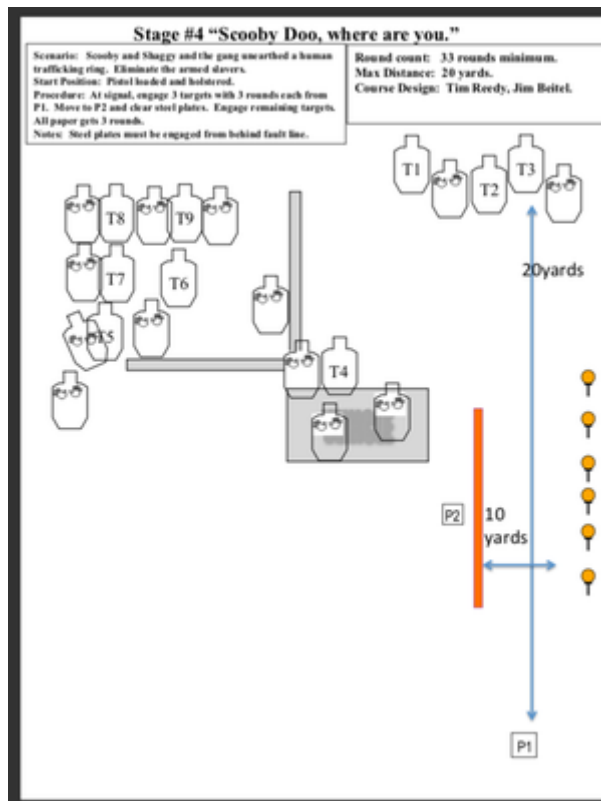 Stage #4 “Scooby Doo, where are you.”
Scenario: Scooby and Shaggy and the gang unearthed a human
trafficking ring. Eliminate the armed slavers.
Start Position: Pistol loaded and holstered.
Procedure: At signal, engage 3 targets with 3 rounds each from
P1. Move to P2 and clear steel plates. Engage remaining targets.
All paper gets 3 rounds.
Notes: Steel plates must be engaged from behind fault line.
Round count: 33 rounds minimum.
Max Distance: 20 yards.
Course Design: Tim Reedy, Jim Beitel.
T1
T2
T3
T8
T9
T7
T6
20yards
T5
T4
P2
10
yards
P1